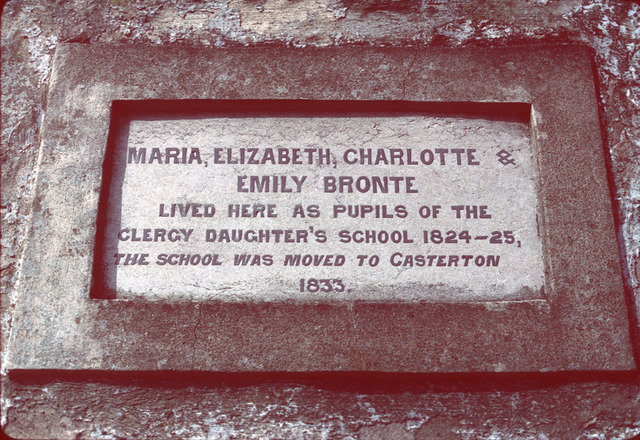 MARIA, ELIZABETH, CHARLOTTE &
EMILY BRONTE
LIVED HERE AS PUPILS OF THE
CLERGY DAUGHTER'S SCHOOL 1824-25,
THE SCHOOL WAS MOVED TO CASTERTON
1833.